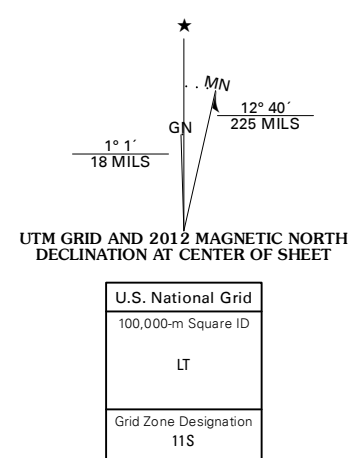 MN
GN
12° 40´
225 MILS
1° 1´
18 MILS
UTM GRID AND 2012 MAGNETIC NORTH
DECLINATION AT CENTER OF SHEET
U.S. National Grid
100,000-m Square ID
LT
Grid Zone Designation
11S